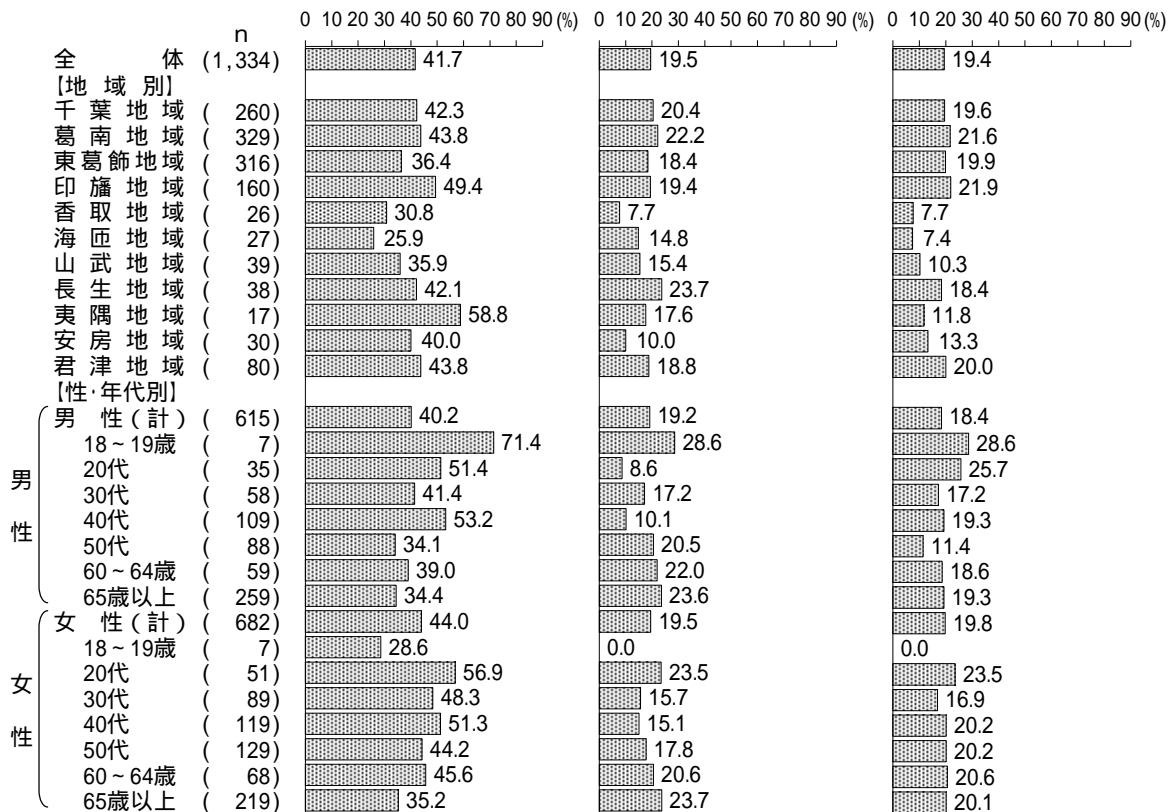 0 10 20 30 40 50 60 70 80 90 (%) 0 10 20 30 40 50 60 70 80 90 (%) 0 10 20 30 40 50 60 70 80 90 (%)
n
全体 (1,334) 41.7 19.5 19.4
【地域別】
千葉地域 (260) 42.3 20.4 19.6
葛南地域 (329) 43.8 22.2 21.6
東葛飾地域 (316) 36.4 18.4 19.9
印旛地域 (160) 49.4 19.4 21.9
香取地域 (26) 30.8 7.7 7.7
海匝地域 (27) 25.9 14.8 7.4
山武地域 (39) 35.9 15.4 10.3
長生地域 (38) 42.1 23.7 18.4
夷隅地域 (17) 58.8 17.6 11.8
安房地域 (30) 40.0 10.0 13.3
君津地域 (80) 43.8 18.8 20.0
【性・年代別】
男性
男性(計) (615) 40.2 19.2 18.4
18~19歳 (7) 71.4 28.6 28.6
20代 (35) 51.4 8.6 25.7
30代 (58) 41.4 17.2 17.2
40代 (109) 53.2 10.1 19.3
50代 (88) 34.1 20.5 11.4
60~64歳 (59) 39.0 22.0 18.6
65歳以上 (259) 34.4 23.6 19.3
女性
女性(計) (682) 44.0 19.5 19.8
18~19歳 (7) 28.6 0.0 0.0
20代 (51) 56.9 23.5 23.5
30代 (89) 48.3 15.7 16.9
40代 (119) 51.3 15.1 20.2
50代 (129) 44.2 17.8 20.2
60~64歳 (68) 45.6 20.6 20.6
65歳以上 (219) 35.2 23.7 20.1